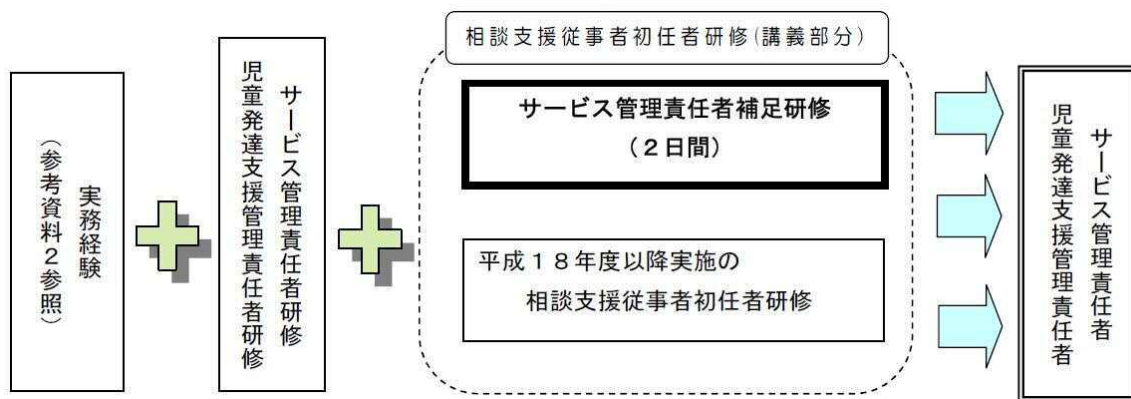 相談支援従事者初任者研修(講義部分)
実務経験
(参考資料2参照)
サービス管理責任者研修
児童発達支援管理責任者研修
サービス管理責任者補足研修
(2日間)
平成18年度以降実施の
相談支援従事者初任者研修
サービス管理責任者
児童発達支援管理責任者